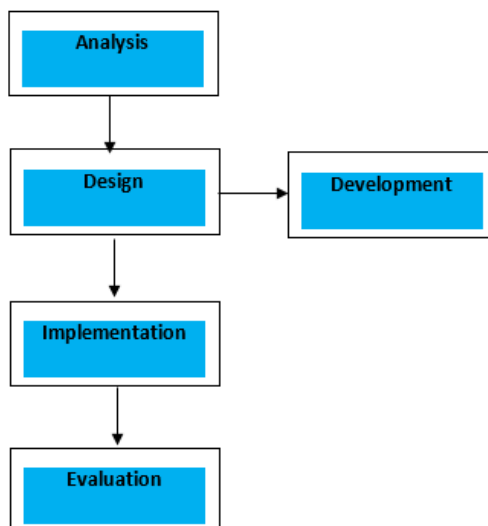 Analysis
Design
Development
Implementation
Evaluation